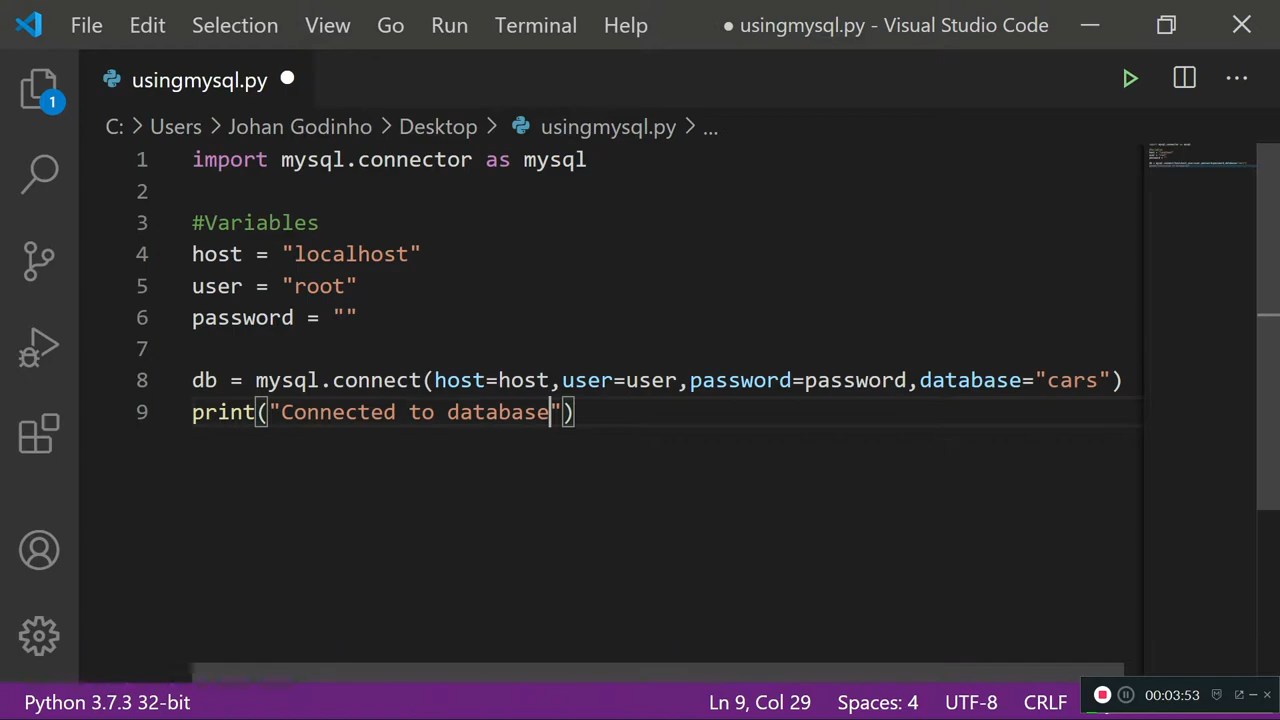 File Edit Selection View Go Run Terminal Help ● usingmysql.py - Visual Studio Code
usingmysql.py
C: > Users > Johan Godinho > Desktop > usingmysql.py > ...
1 import mysql.connector as mysql
2
3 #Variables
4 host = "localhost"
5 user = "root"
6 password = ""
7
8 db = mysql.connect(host=host,user=user,password=password,database="cars")
9 print("Connected to database")
1
Python 3.7.3 32-bit Ln 9, Col 29 Spaces: 4 UTF-8 CRLF 00:03:53